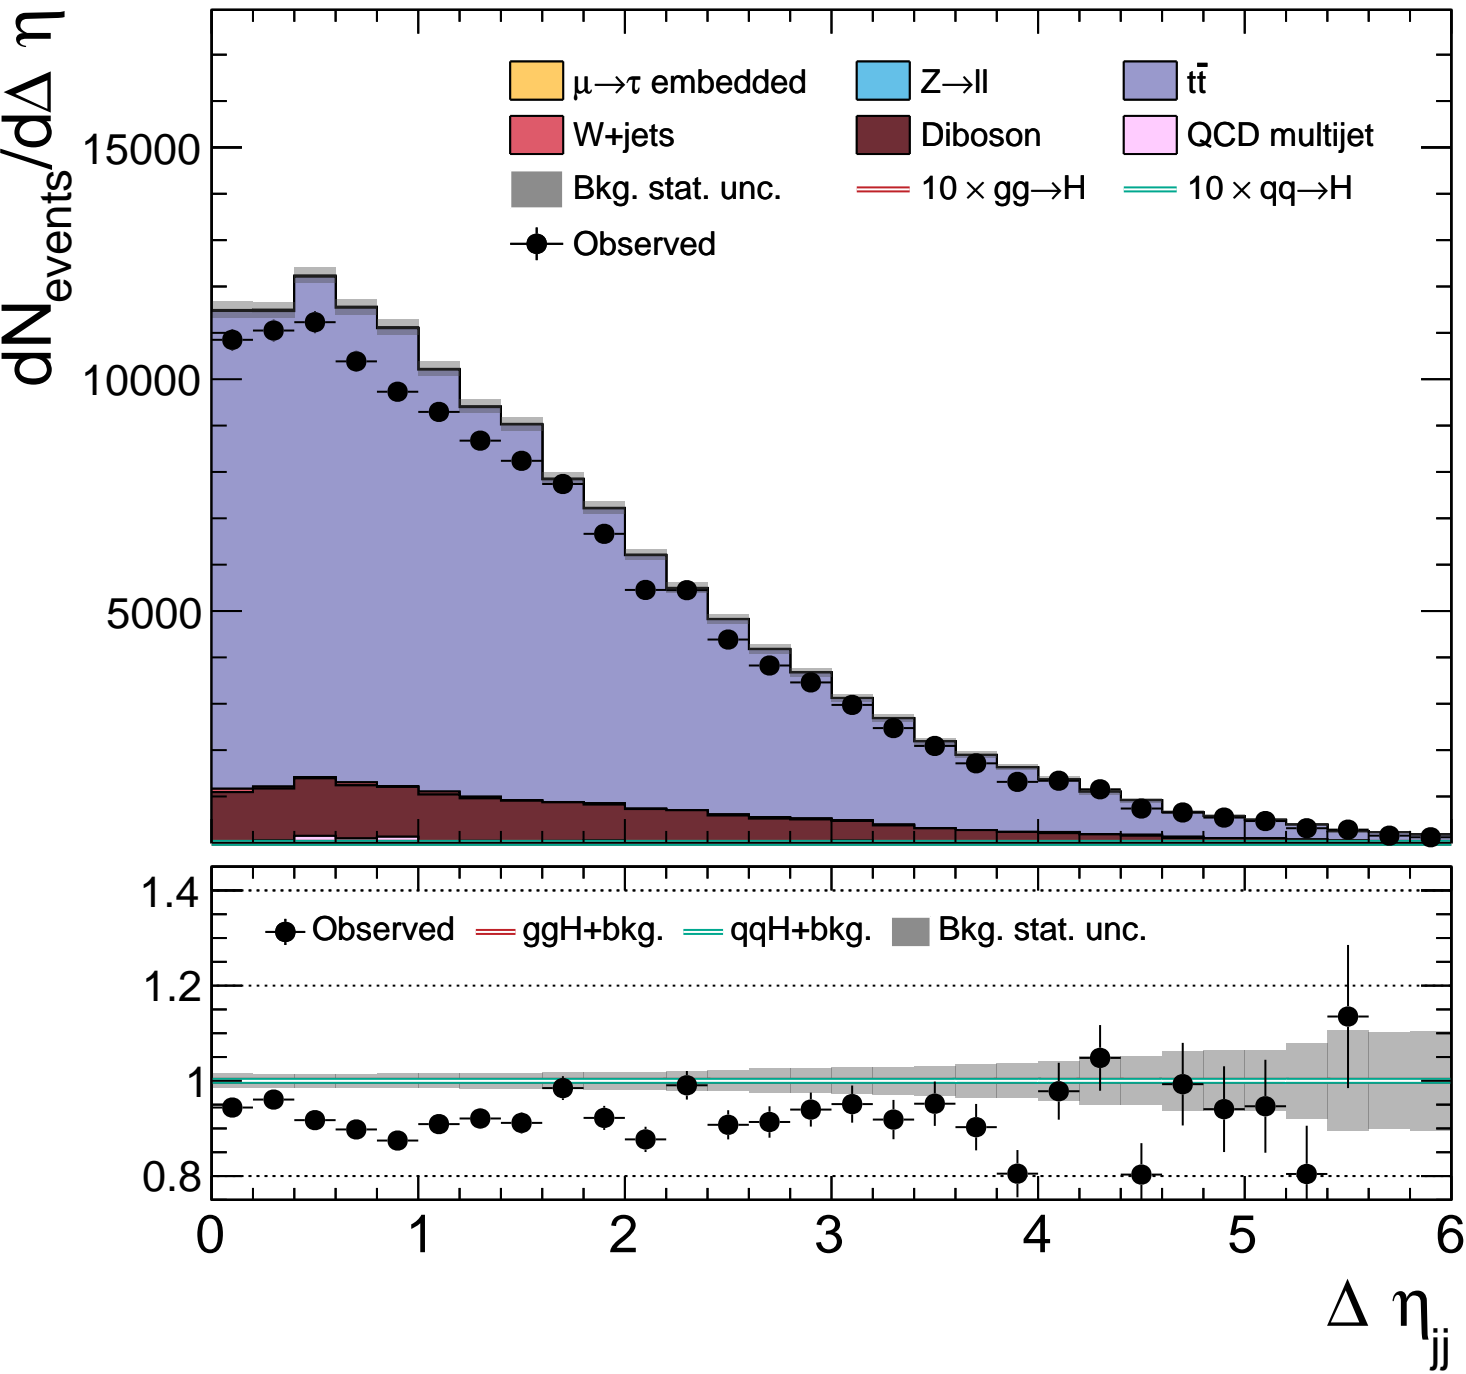 dN_events/dΔ η
μ→τ embedded Z→ll tt̄
W+jets Diboson QCD multijet
Bkg. stat. unc. 10 × gg→H 10 × qq→H
Observed
15000
10000
5000
Observed ggH+bkg. qqH+bkg. Bkg. stat. unc.
1.4
1.2
1
0.8
0 1 2 3 4 5 6
Δ η_jj